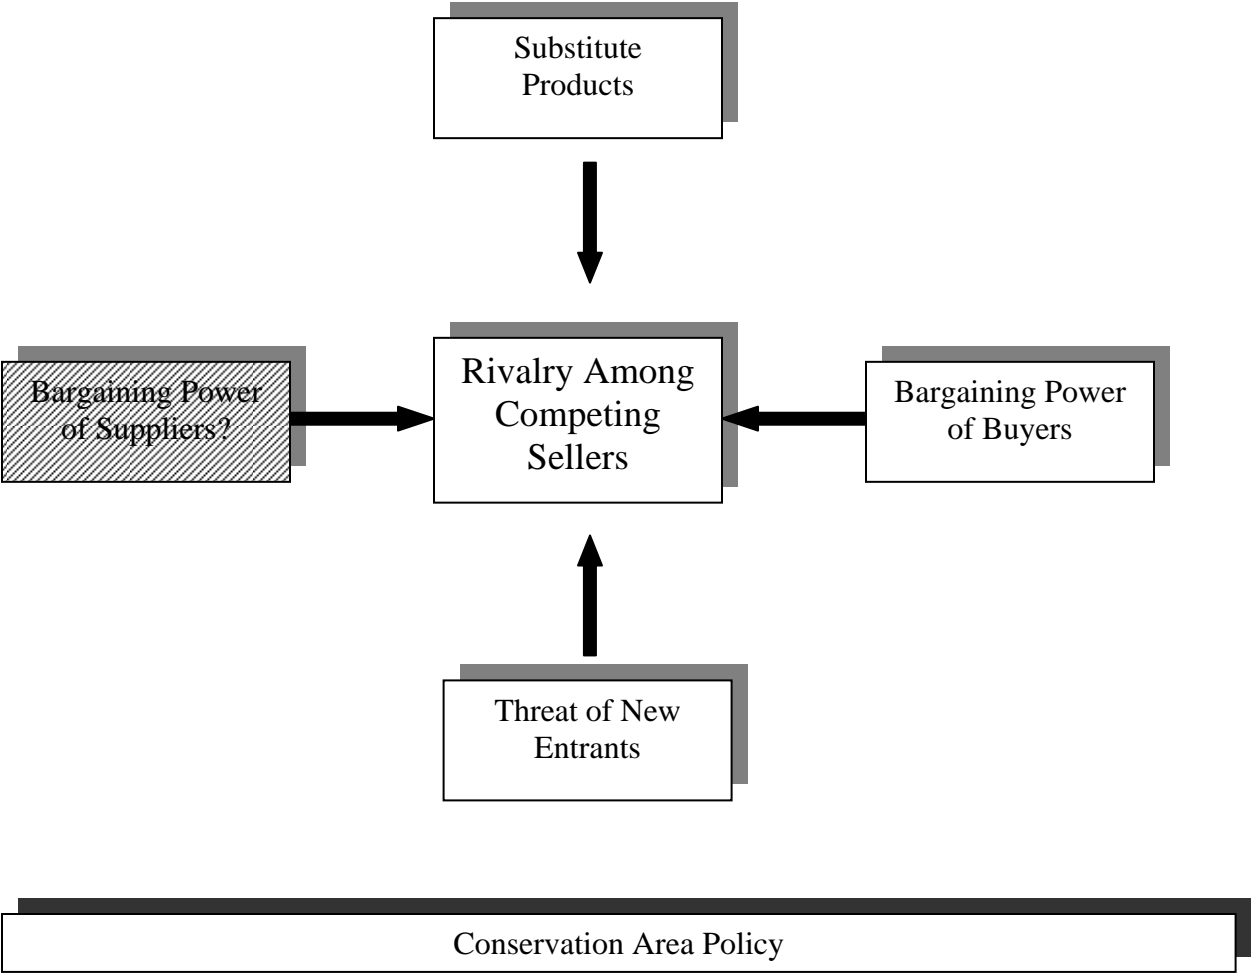 Substitute
Products
Bargaining Power
of Suppliers?
Rivalry Among
Competing
Sellers
Bargaining Power
of Buyers
Threat of New
Entrants
Conservation Area Policy